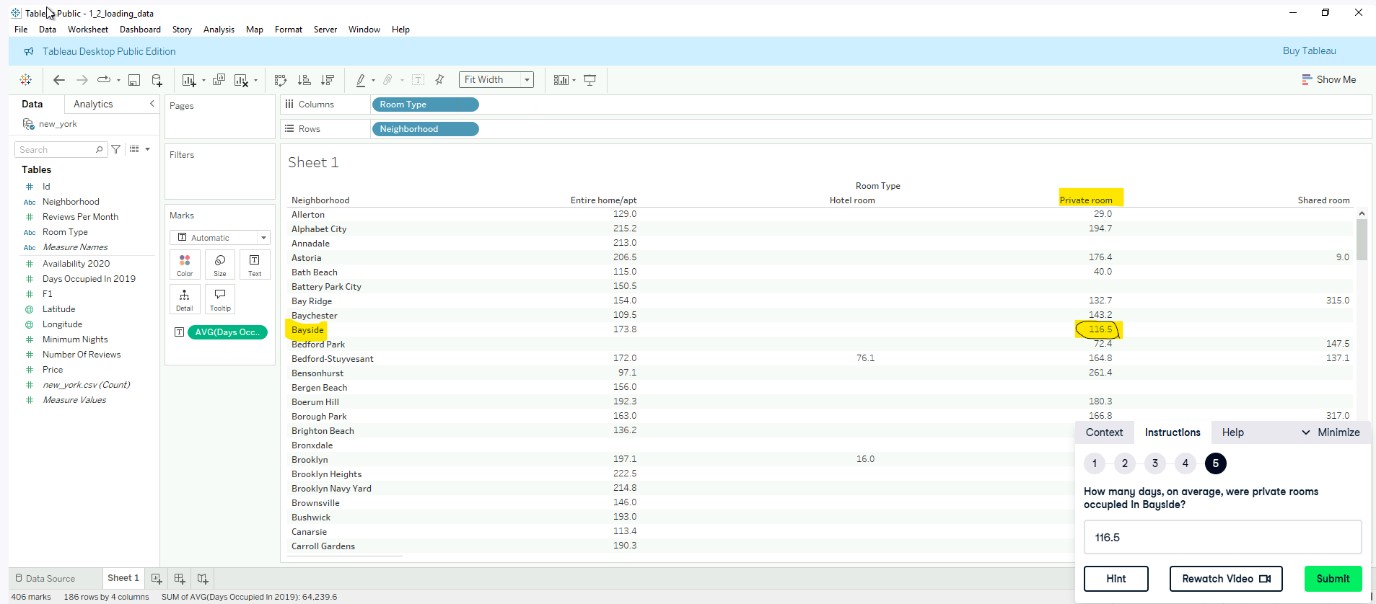 Tableau Public - 1_2_loading_data
File Data Worksheet Dashboard Story Analysis Map Format Server Window Help
Tableau Desktop Public Edition
Buy Tableau
Fit Width
Show Me
Data Analytics
new_york
Search
Tables
Id
Abc Neighborhood
Reviews Per Month
Abc Room Type
Abc Measure Names
Availability 2020
Days Occupied In 2019
F1
Latitude
Longitude
Minimum Nights
Number Of Reviews
Price
new_york.csv (Count)
Measure Values
Pages
Filters
Marks
Automatic
Color Size Text
Detail Tooltip
AVG(Days Occ..
Columns Room Type
Rows Neighborhood
Sheet 1
Room Type
Neighborhood Entire home/apt Hotel room Private room Shared room
Allerton 129.0 29.0
Alphabet City 215.2 194.7
Annadale 213.0
Astoria 206.5 176.4 9.0
Bath Beach 115.0 40.0
Battery Park City 150.5
Bay Ridge 154.0 132.7 315.0
Baychester 109.5 143.2
Bayside 173.8 116.5
Bedford Park 72.4 147.5
Bedford-Stuyvesant 172.0 76.1 164.8 137.1
Bensonhurst 97.1 261.4
Bergen Beach 156.0
Boerum Hill 192.3 180.3
Borough Park 163.0 166.8 317.0
Brighton Beach 136.2
Bronxdale
Brooklyn 197.1 16.0
Brooklyn Heights 222.5
Brooklyn Navy Yard 214.8
Brownsville 146.0
Bushwick 193.0
Canarsie 113.4
Carroll Gardens 190.3
Context Instructions Help Minimize
1 2 3 4 5
How many days, on average, were private rooms
occupied in Bayside?
116.5
Hint Rewatch Video Submit
Data Source Sheet 1
406 marks 186 rows by 4 columns SUM of AVG(Days Occupied In 2019): 64,239.6